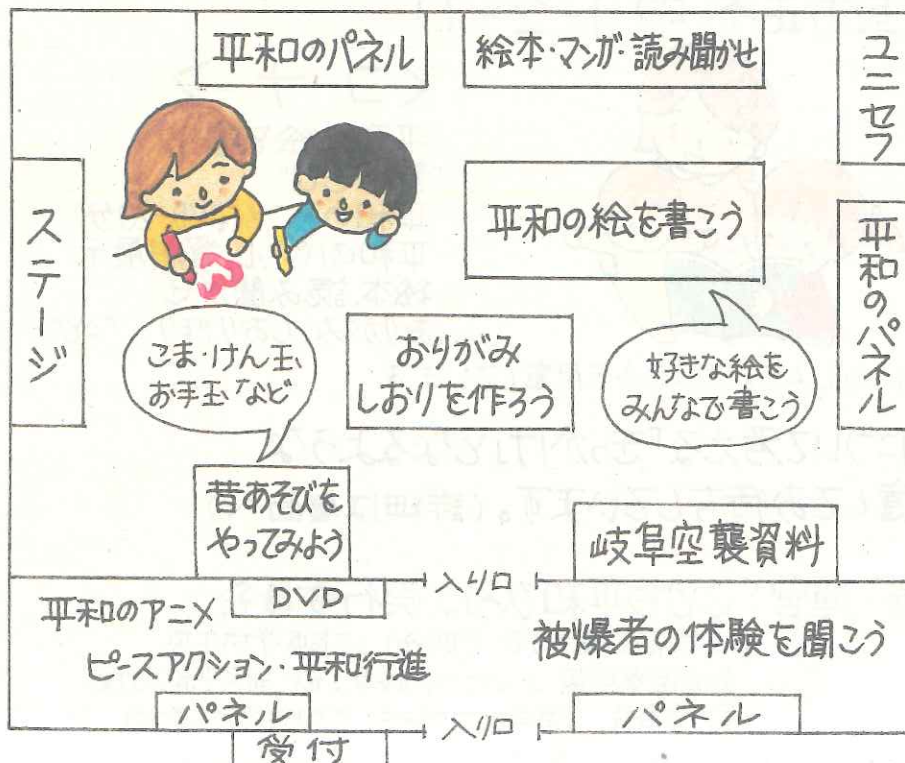 平和のパネル
絵本・マンガ・読み聞かせ
ユニセフ
ステージ
平和の絵を書こう
平和のパネル
こま・けん玉、
お手玉など
おりがみ
しおりを作ろう
好きな絵を
みんなで書こう
昔あそびを
やってみよう
岐阜空襲資料
入り口
DVD
平和のアニメ
ピースアクション・平和行進
被爆者の体験を聞こう
パネル
入り口
パネル
受付